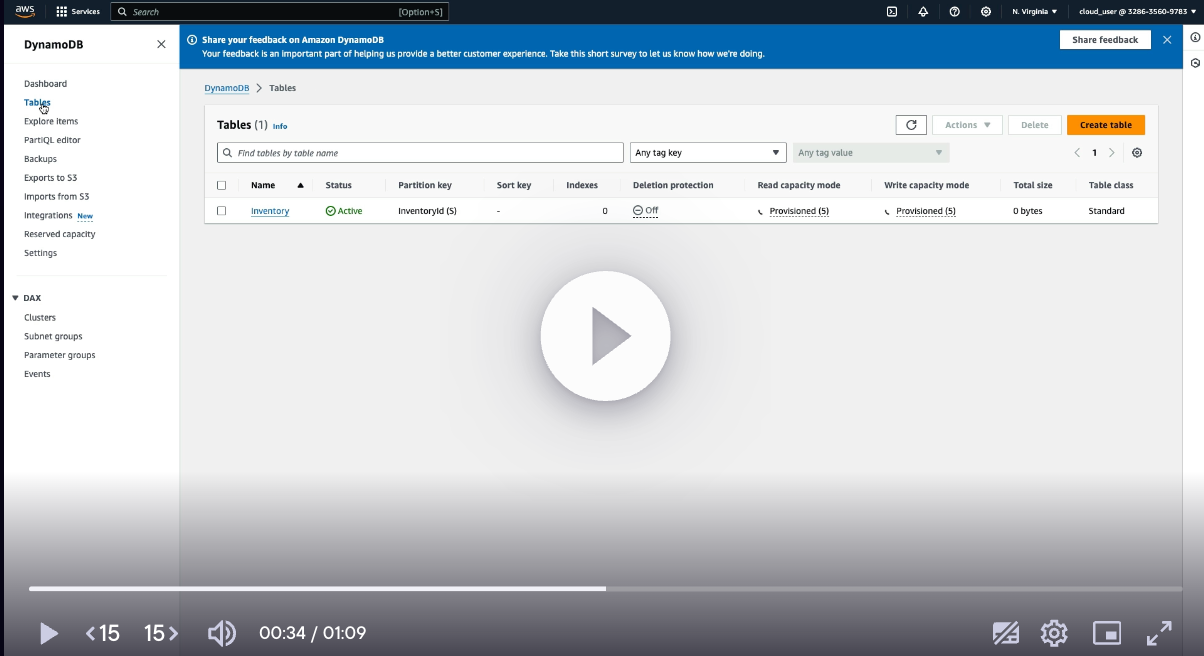 aws
Services
Search
[Option+S]
N. Virginia
cloud_user @ 3286-3560-9783
DynamoDB
Share your feedback on Amazon DynamoDB
Your feedback is an important part of helping us provide a better customer experience. Take this short survey to let us know how we're doing.
Share feedback
Dashboard
Tables
Explore items
PartiQL editor
Backups
Exports to S3
Imports from S3
Integrations New
Reserved capacity
Settings
DAX
Clusters
Subnet groups
Parameter groups
Events
DynamoDB > Tables
Tables (1) Info
Actions
Delete
Create table
Find tables by table name
Any tag key
Any tag value
1
Name Status Partition key Sort key Indexes Deletion protection Read capacity mode Write capacity mode Total size Table class
Inventory Active InventoryId (S) - 0 Off Provisioned (5) Provisioned (5) 0 bytes Standard
15 15 00:34 / 01:09